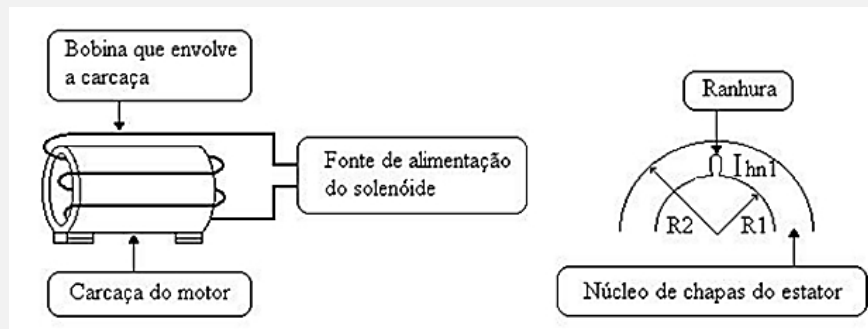 Bobina que envolve
a carcaça
Fonte de alimentação
do solenóide
Carcaça do motor
Ranhura
hn1
R2
R1
Núcleo de chapas do estator